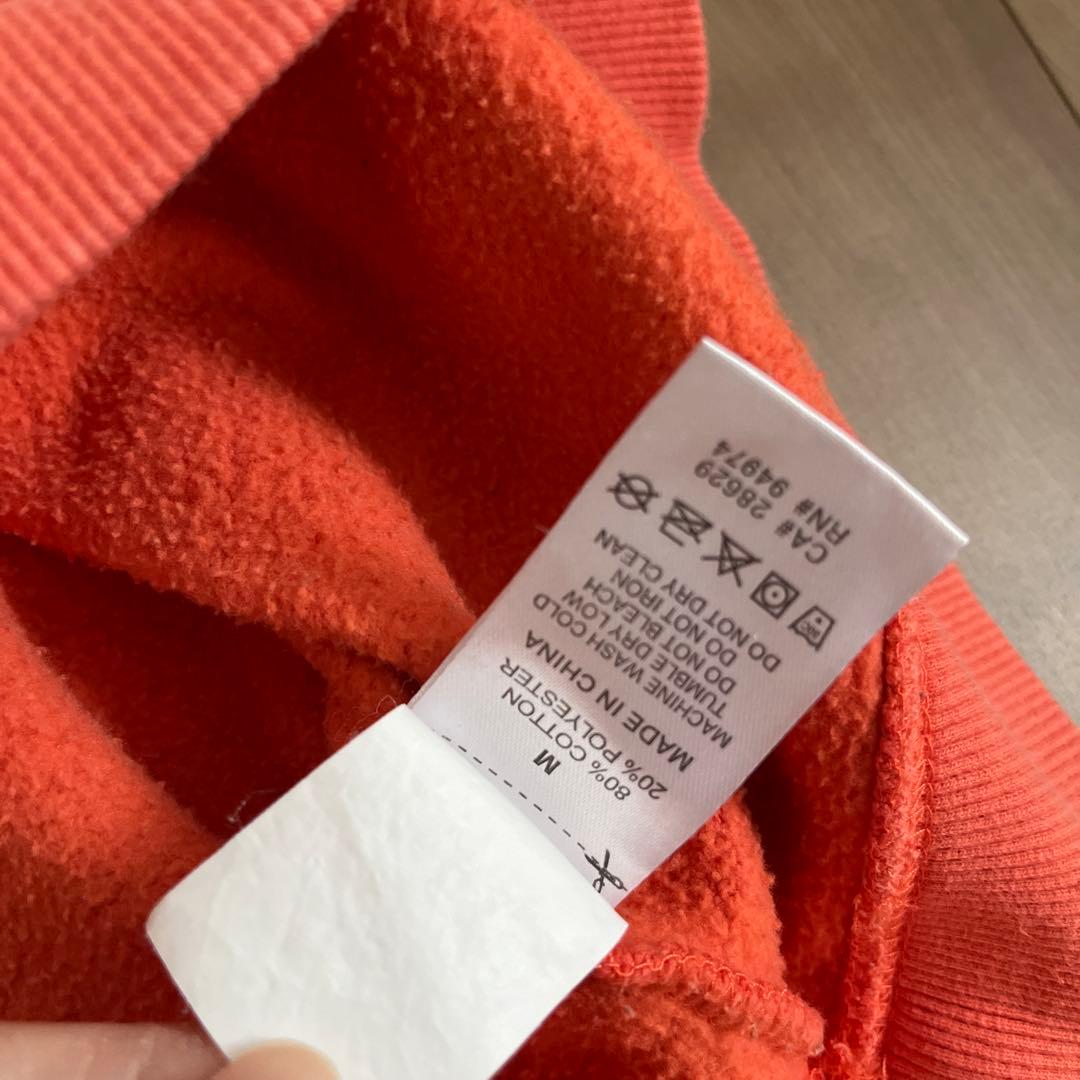 M
80% COTTON
20% POLYESTER
MADE IN CHINA
MACHINE WASH COLD
TUMBLE DRY LOW
DO NOT BLEACH
DO NOT IRON
DO NOT DRY CLEAN
CA# 28629
RN# 94974